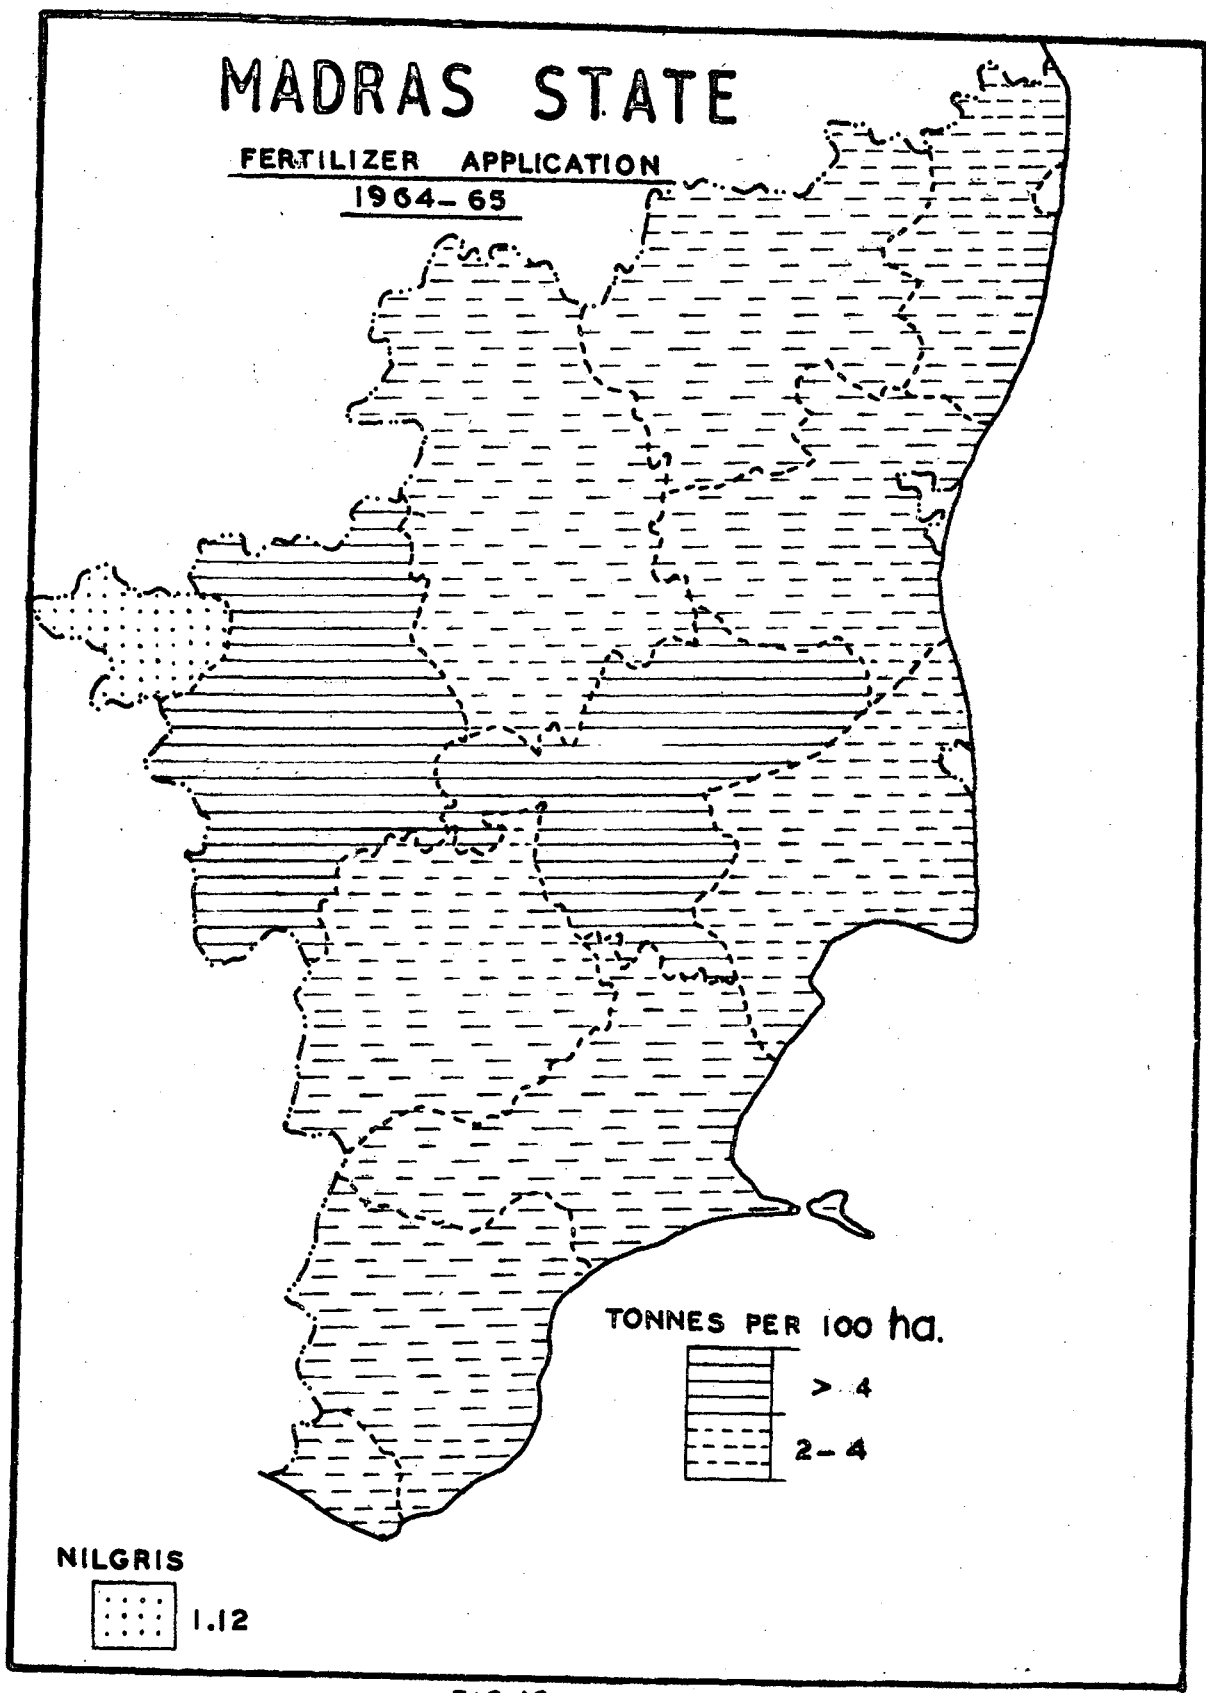 MADRAS STATE
FERTILIZER APPLICATION
1964-65
TONNES PER 100 ha.
> 4
2-4
NILGRIS
1.12